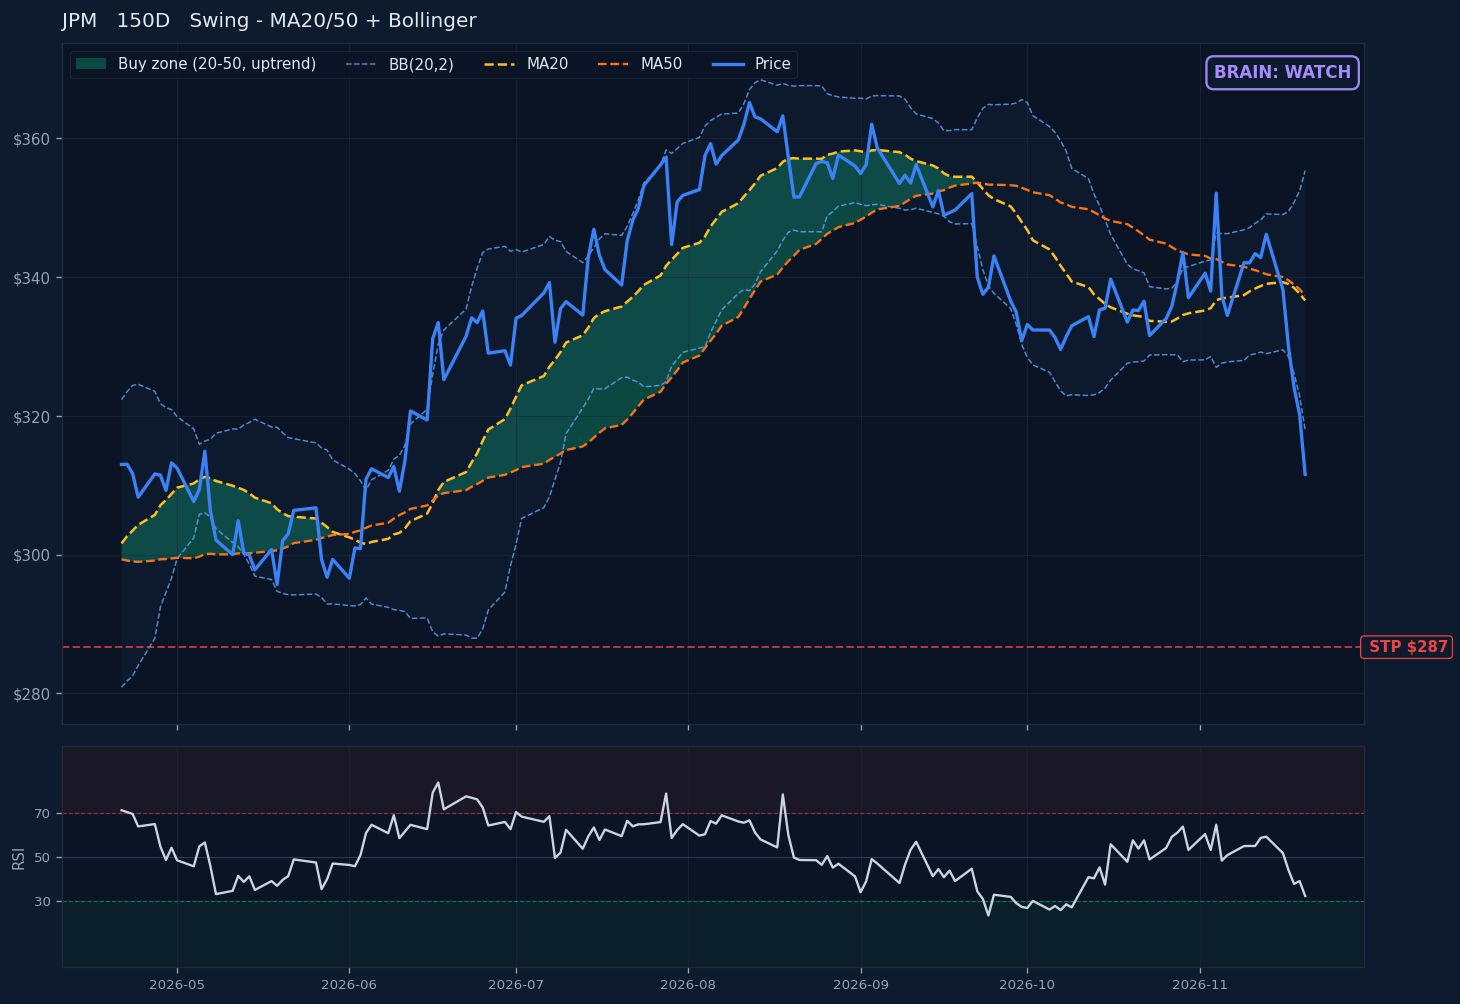 JPM   150D   Swing - MA20/50 + Bollinger
Buy zone (20-50, uptrend)   BB(20,2)   MA20   MA50   Price
BRAIN: WATCH
$360
$340
$320
$300
STP $287
$280
70
50
30
RSI
2026-05   2026-06   2026-07   2026-08   2026-09   2026-10   2026-11